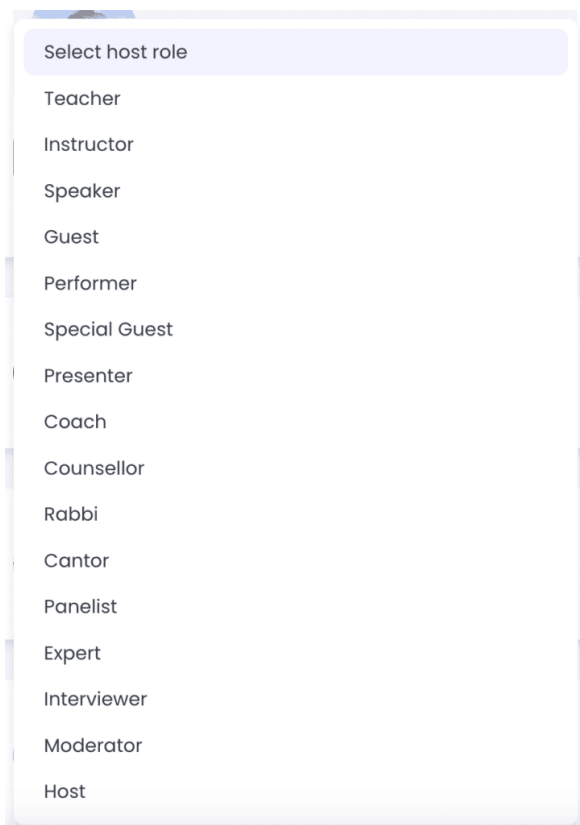 Select host role
Teacher
Instructor
Speaker
Guest
Performer
Special Guest
Presenter
Coach
Counsellor
Rabbi
Cantor
Panelist
Expert
Interviewer
Moderator
Host